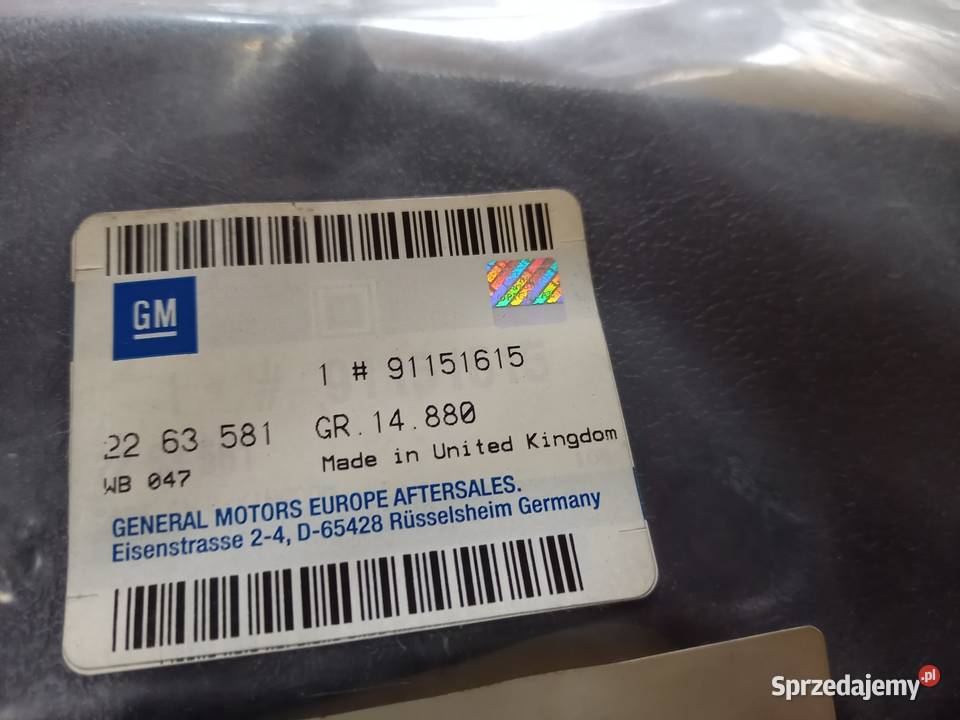 GM
1 # 91151615
22 63 581
GR.14.880
WB 047
Made in United Kingdom
GENERAL MOTORS EUROPE AFTERSALES.
Eisenstrasse 2-4, D-65428 Rüsselsheim Germany
Sprzedajemy.pl